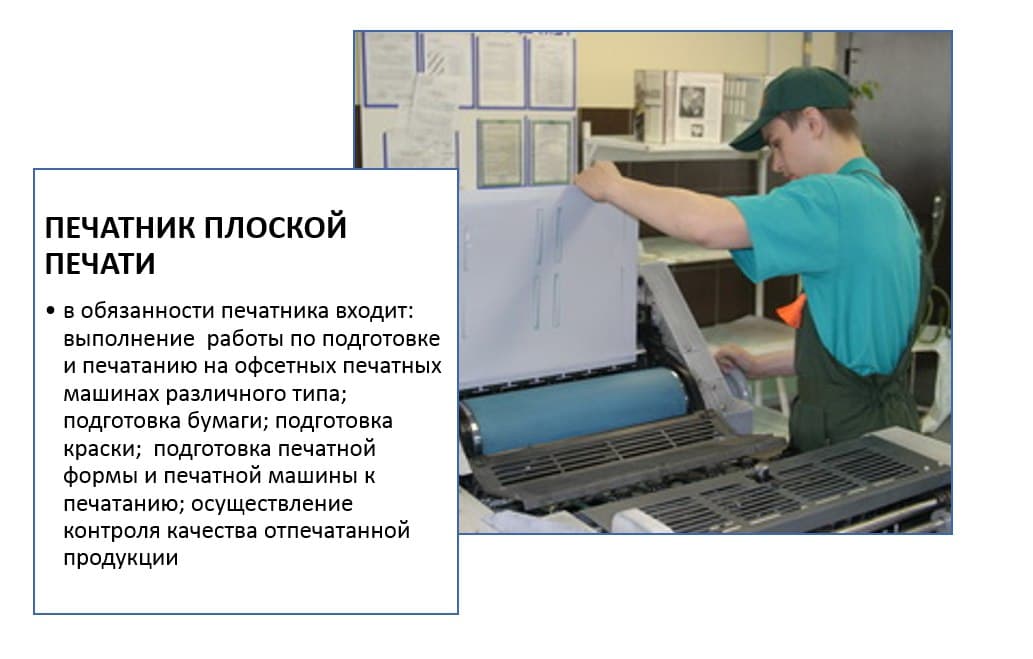 ПЕЧАТНИК ПЛОСКОЙ
ПЕЧАТИ
• в обязанности печатника входит:
выполнение  работы по подготовке
и печатанию на офсетных печатных
машинах различного типа;
подготовка бумаги; подготовка
краски;  подготовка печатной
формы и печатной машины к
печатанию; осуществление
контроля качества отпечатанной
продукции